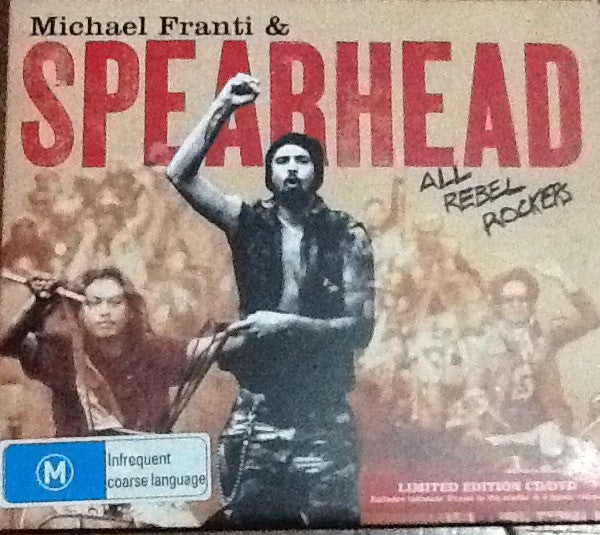 Michael Franti &
SPEARHEAD
ALL
REBEL
ROCKERS
M
Infrequent
coarse language
LIMITED EDITION CD/DVD